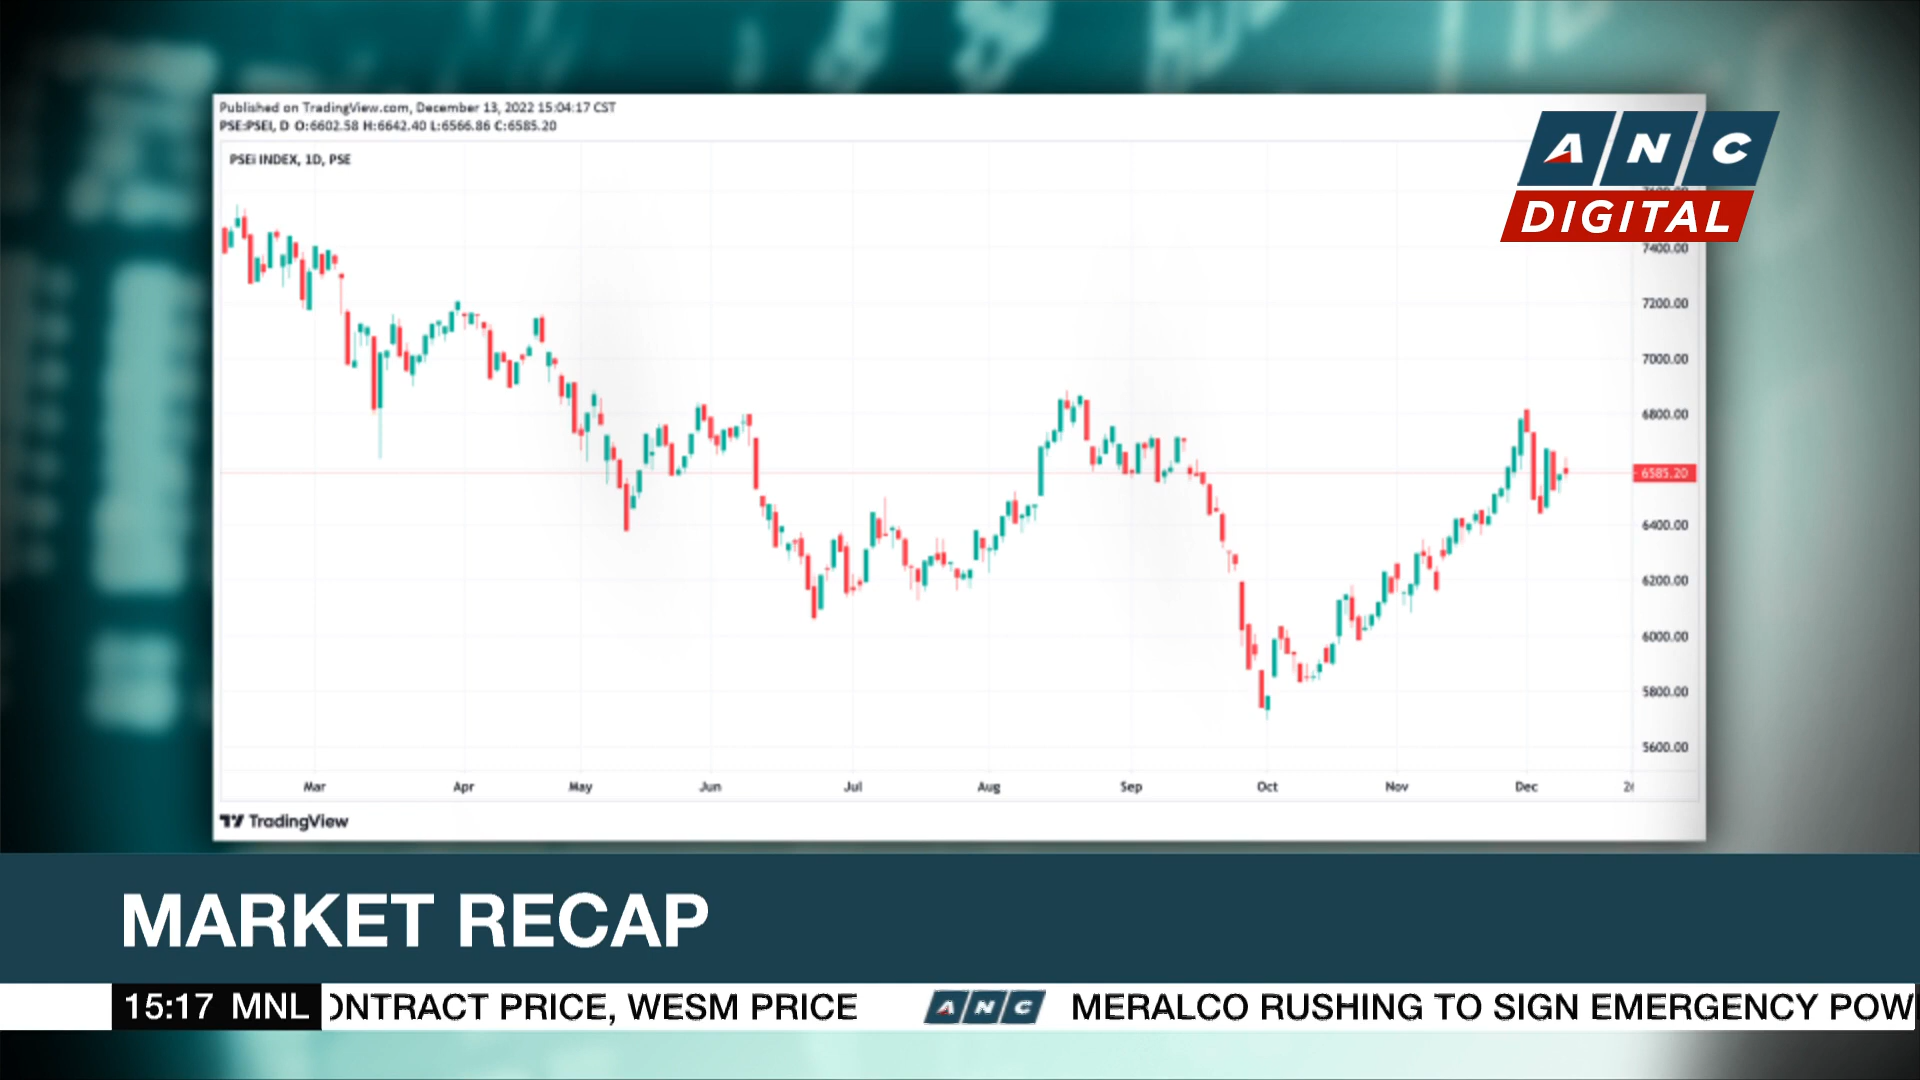 Published on TradingView.com, December 13, 2022 15:04:17 CST
PSE:PSEI, D O:6602.58 H:6642.40 L:6566.86 C:6585.20
PSEi INDEX, 1D, PSE
ANC
DIGITAL
7400.00
7200.00
7000.00
6800.00
6585.20
6400.00
6200.00
6000.00
5800.00
5600.00
Mar Apr May Jun Jul Aug Sep Oct Nov Dec
TradingView
MARKET RECAP
15:17 MNL ONTRACT PRICE, WESM PRICE ANC MERALCO RUSHING TO SIGN EMERGENCY POW